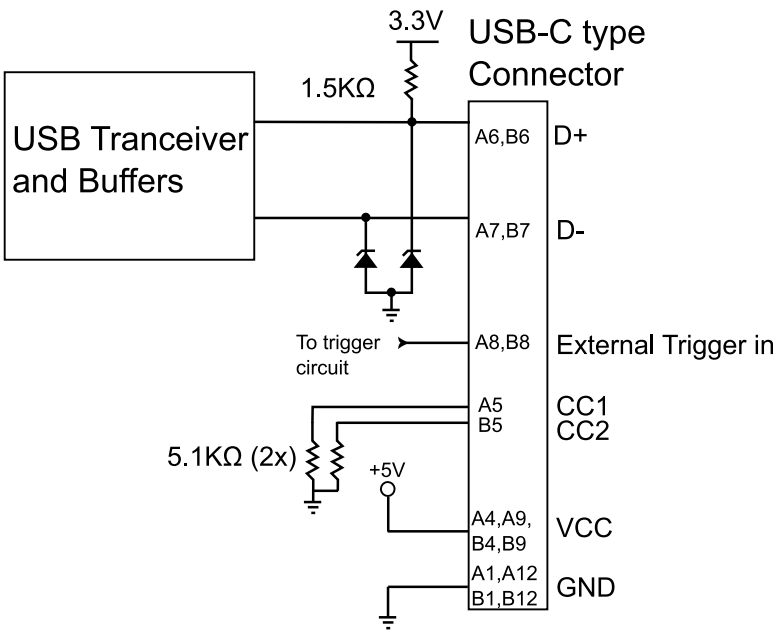 3.3V
USB-C type
Connector
1.5KΩ
USB Tranceiver
and Buffers
A6,B6
D+
A7,B7
D-
To trigger
circuit
A8,B8
External Trigger in
A5
CC1
B5
CC2
5.1KΩ (2x)
+5V
A4,A9,
B4,B9
VCC
A1,A12
B1,B12
GND